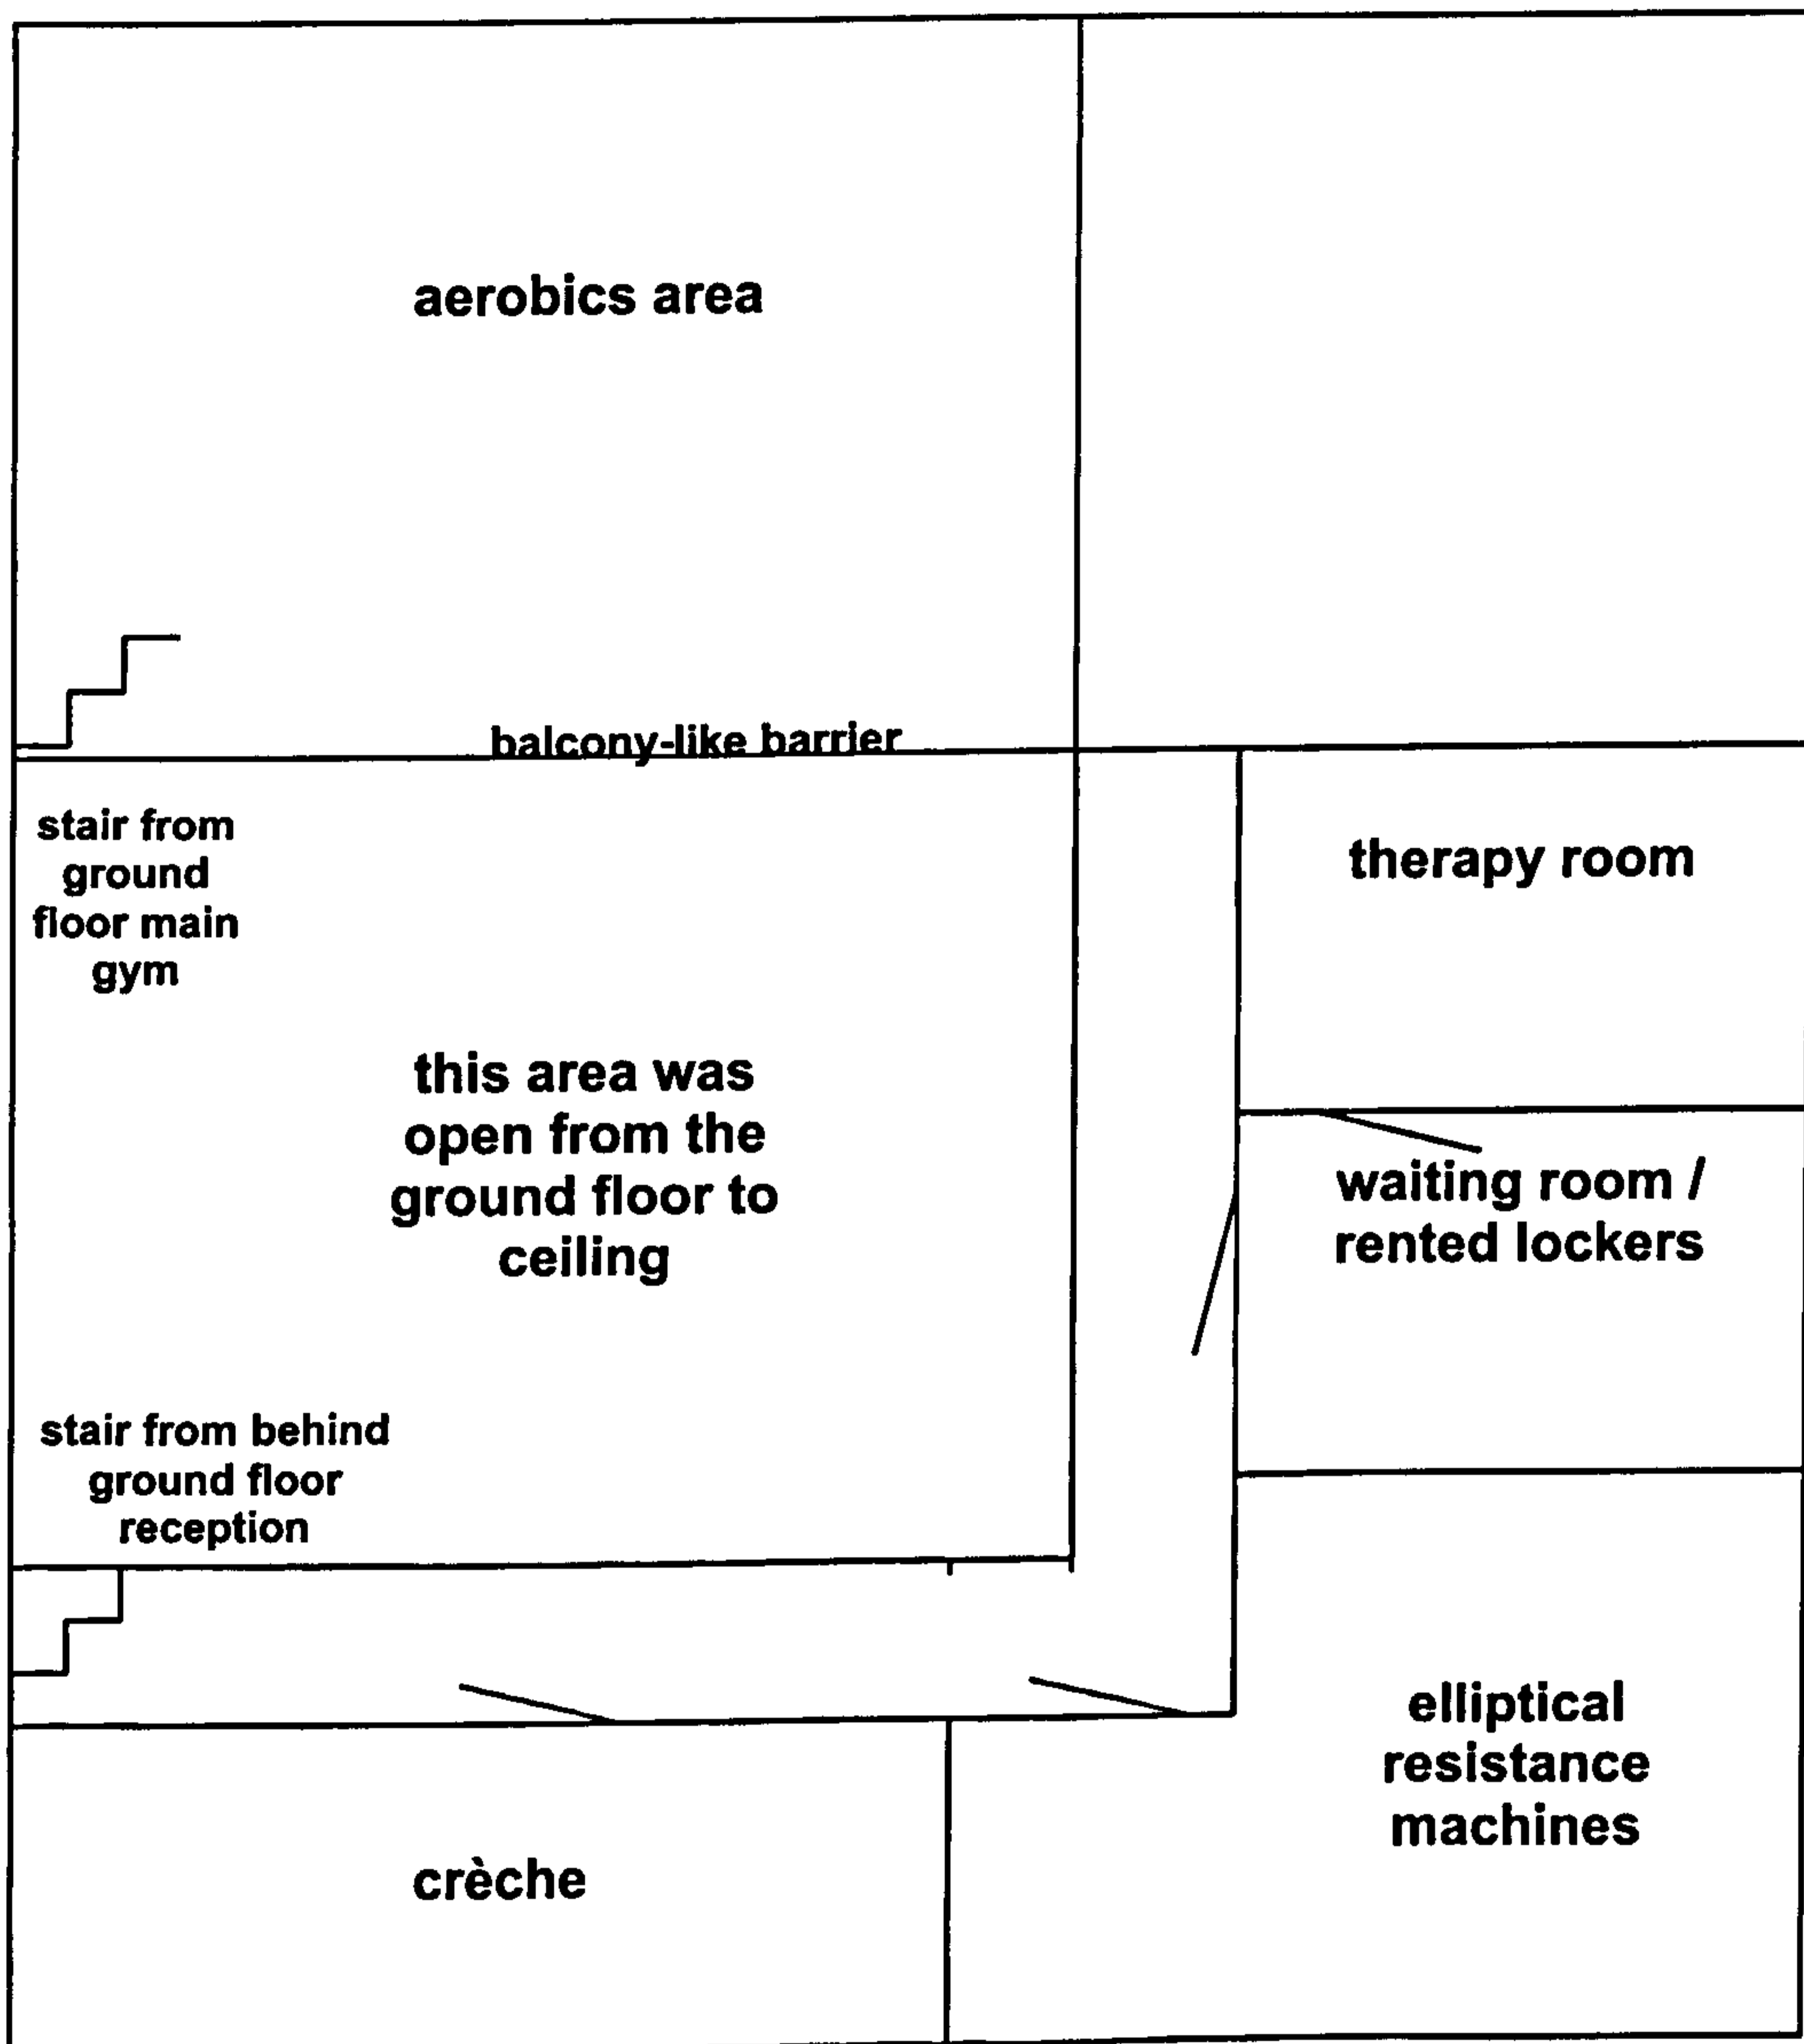 aerobics area
balcony-like barrier
stair from
ground
floor main
gym
therapy room
this area was
open from the
ground floor to
ceiling
waiting room /
rented lockers
stair from behind
ground floor
reception
elliptical
resistance
machines
crèche